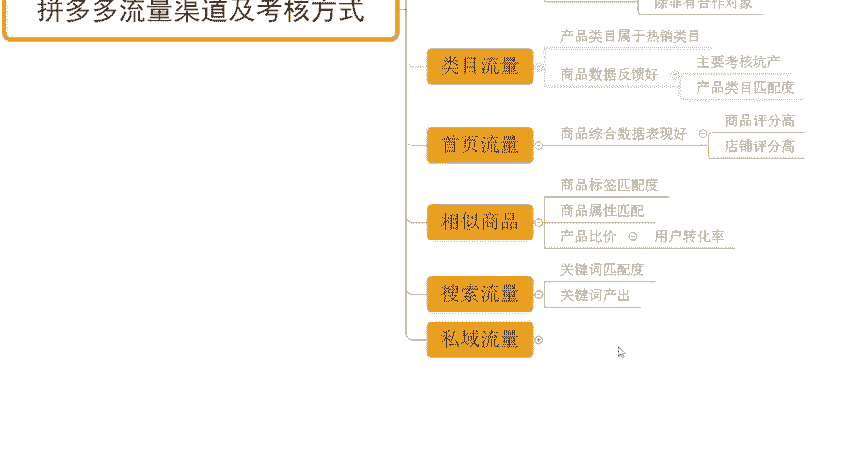 拼多多流量渠道及考核方式
除非有合作对象
类目流量
产品类目属于热销类目
商品数据反馈好
主要考核坑产
产品类目匹配度
首页流量
商品综合数据表现好
商品评分高
店铺评分高
相似商品
商品标签匹配度
商品属性匹配
产品比价
用户转化率
搜索流量
关键词匹配度
关键词产出
私域流量